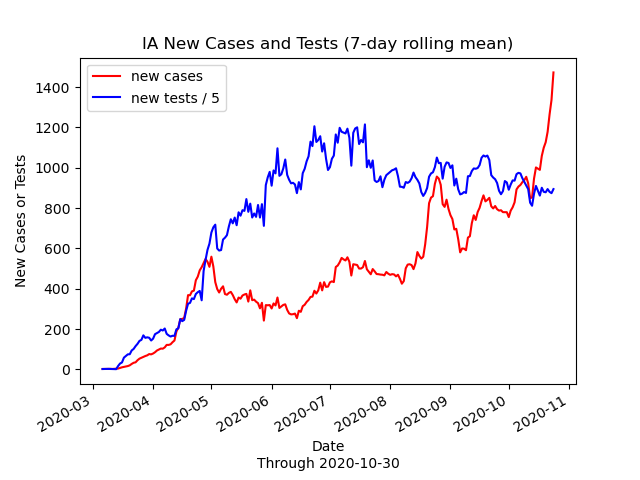 IA New Cases and Tests (7-day rolling mean)
new cases
new tests / 5
New Cases or Tests
1400
1200
1000
800
600
400
200
0
2020-03
2020-04
2020-05
2020-06
2020-07
2020-08
2020-09
2020-10
2020-11
Date
Through 2020-10-30